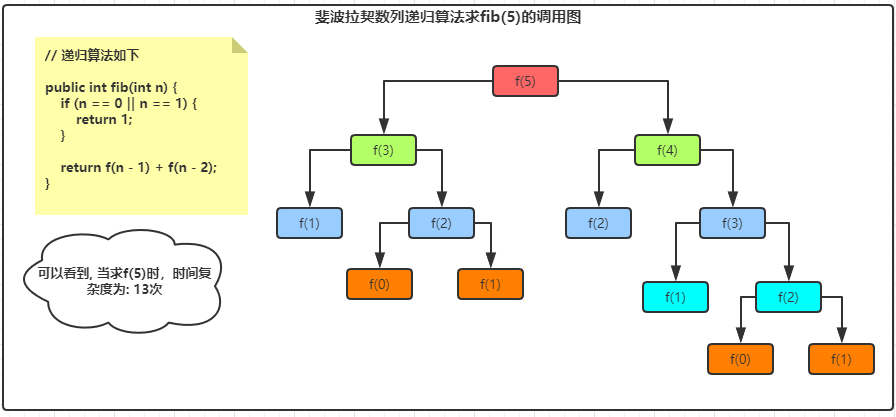 斐波拉契数列递归算法求fib(5)的调用图
// 递归算法如下
public int fib(int n) {
if (n == 0 || n == 1) {
return 1;
}
return f(n - 1) + f(n - 2);
}
可以看到, 当求f(5)时，时间复
杂度为: 13次
f(5)
f(3)
f(4)
f(1)
f(2)
f(2)
f(3)
f(0)
f(1)
f(1)
f(2)
f(0)
f(1)